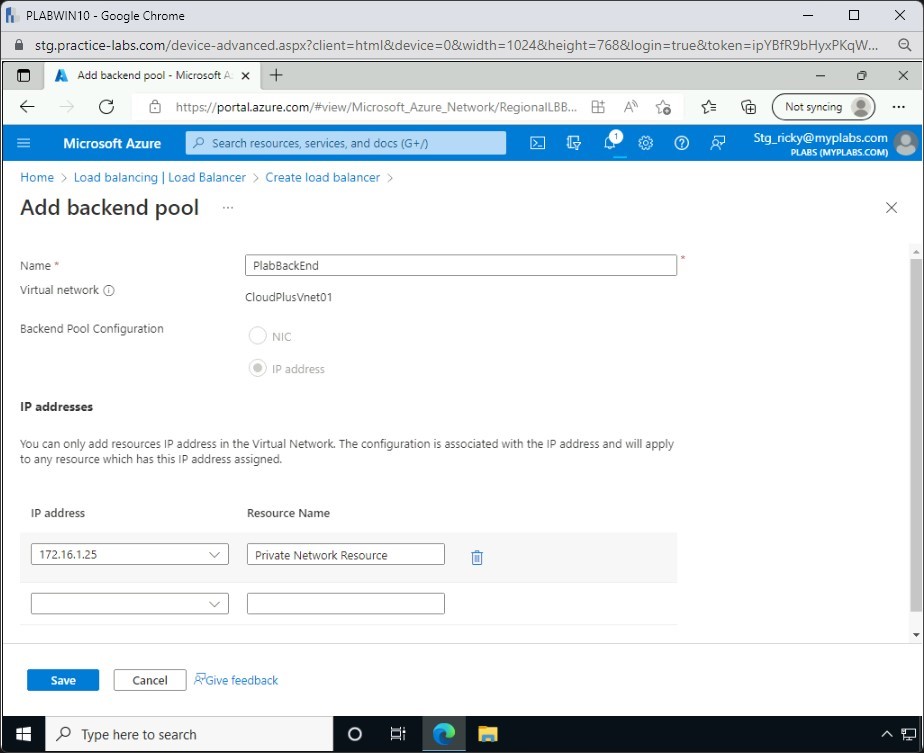 PLABWIN10 - Google Chrome
stg.practice-labs.com/device-advanced.aspx?client=html&device=0&width=1024&height=768&login=true&token=ipYBfR9bHyxPKqW...
Add backend pool - Microsoft A
https://portal.azure.com/#view/Microsoft_Azure_Network/RegionalLBB...
Not syncing
Microsoft Azure
Search resources, services, and docs (G+/)
1
Stg_ricky@myplabs.com
PLABS (MYPLABS.COM)
Home > Load balancing | Load Balancer > Create load balancer >
Add backend pool ...
Name * PlabBackEnd *
Virtual network CloudPlusVnet01
Backend Pool Configuration
NIC
IP address
IP addresses
You can only add resources IP address in the Virtual Network. The configuration is associated with the IP address and will apply
to any resource which has this IP address assigned.
IP address Resource Name
172.16.1.25 Private Network Resource
Save Cancel Give feedback
Type here to search